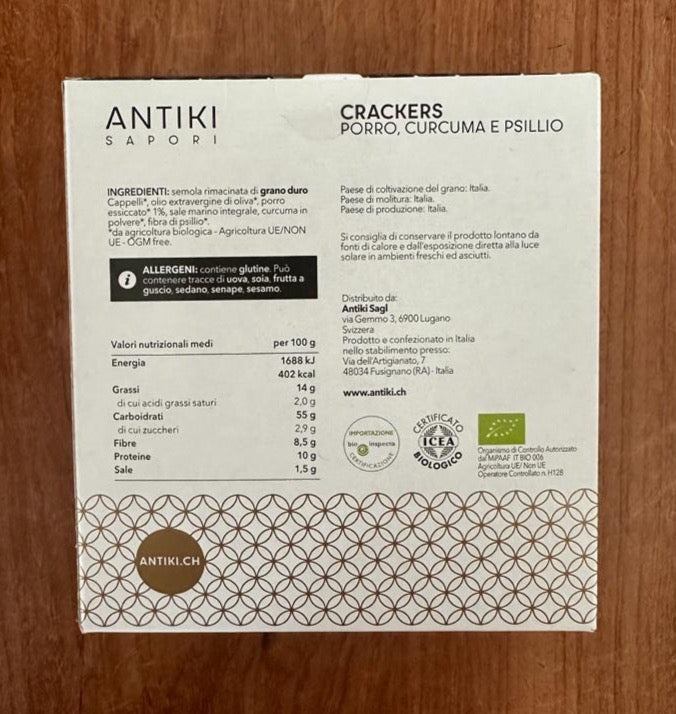 ANTIKI
SAPORI
CRACKERS
PORRO, CURCUMA E PSILLIO
INGREDIENTI: semola rimacinata di grano duro
Cappelli*, olio extravergine di oliva*, porro
essiccato* 1%, sale marino integrale, curcuma in
polvere*, fibra di psillio*.
*da agricoltura biologica - Agricoltura UE/NON
UE - OGM free.
i
ALLERGENI: contiene glutine. Può
contenere tracce di uova, soia, frutta a
guscio, sedano, senape, sesamo.
Valori nutrizionali medi per 100 g
Energia 1688 kJ
402 kcal
Grassi 14 g
di cui acidi grassi saturi 2,0 g
Carboidrati 55 g
di cui zuccheri 2,9 g
Fibre 8,5 g
Proteine 10 g
Sale 1,5 g
Paese di coltivazione del grano: Italia.
Paese di molitura: Italia.
Paese di produzione: Italia.
Si consiglia di conservare il prodotto lontano da
fonti di calore e dall'esposizione diretta alla luce
solare in ambienti freschi ed asciutti.
Distribuito da:
Antiki Sagl
via Gemmo 3, 6900 Lugano
Svizzera
Prodotto e confezionato in Italia
nello stabilimento presso:
Via dell'Artigianato, 7
48034 Fusignano (RA) - Italia
www.antiki.ch
IMPORTAZIONE
bio inspecta
CERTIFICAZIONE
CERTIFICATO
ICEA
BIOLOGICO
Organismo di Controllo Autorizzato
dal MiPAAF IT BIO 006
Agricoltura UE/ Non UE
Operatore Controllato n. H128
ANTIKI.CH